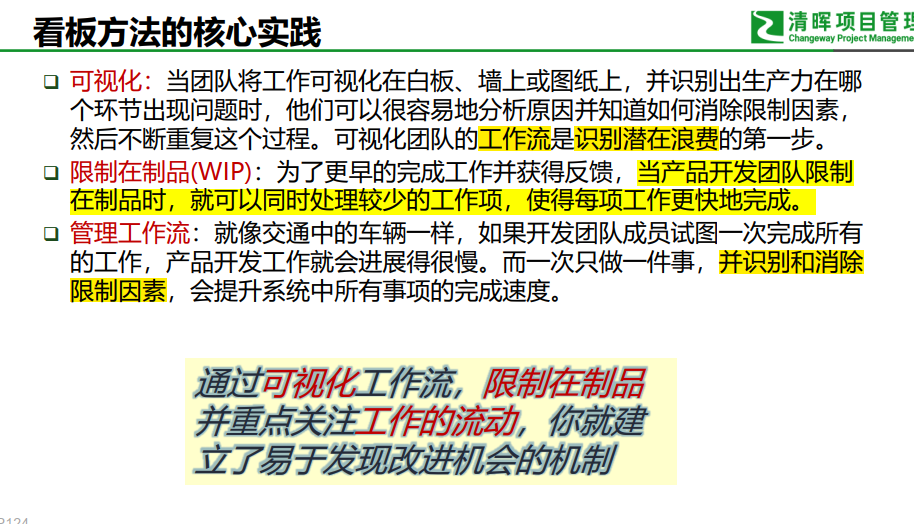 看板方法的核心实践
清晖项目管理
Changeway Project Manageme
❑ 可视化：当团队将工作可视化在白板、墙上或图纸上，并识别出生产力在哪
个环节出现问题时，他们可以很容易地分析原因并知道如何消除限制因素，
然后不断重复这个过程。可视化团队的工作流是识别潜在浪费的第一步。
❑ 限制在制品(WIP)：为了更早的完成工作并获得反馈，当产品开发团队限制
在制品时，就可以同时处理较少的工作项，使得每项工作更快地完成。
❑ 管理工作流：就像交通中的车辆一样，如果开发团队成员试图一次完成所有
的工作，产品开发工作就会进展得很慢。而一次只做一件事，并识别和消除
限制因素，会提升系统中所有事项的完成速度。
通过可视化工作流，限制在制品
并重点关注工作的流动，你就建
立了易于发现改进机会的机制